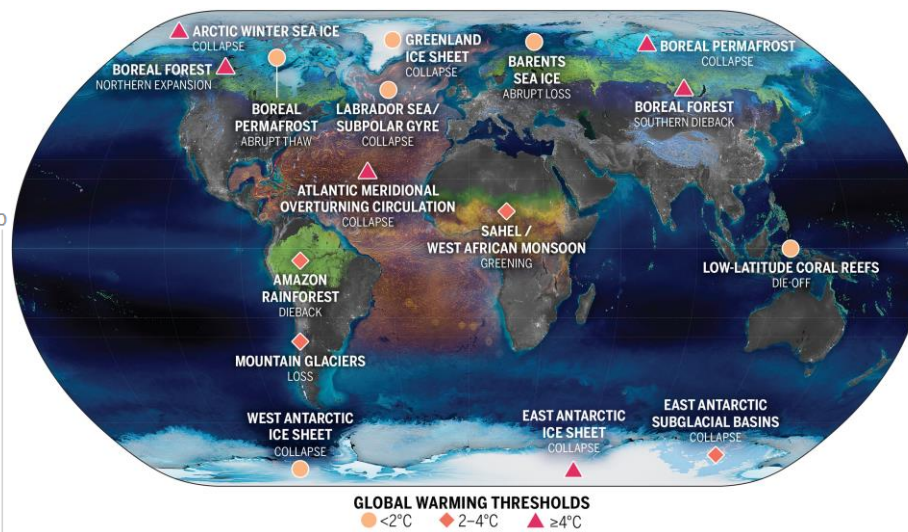 ARCTIC WINTER SEA ICE
COLLAPSE
BOREAL FOREST
NORTHERN EXPANSION
GREENLAND
ICE SHEET
COLLAPSE
BARENTS
SEA ICE
ABRUPT LOSS
BOREAL PERMAFROST
COLLAPSE
BOREAL
PERMAFROST
ABRUPT THAW
LABRADOR SEA/
SUBPOLAR GYRE
COLLAPSE
BOREAL FOREST
SOUTHERN DIEBACK
ATLANTIC MERIDIONAL
OVERTURNING CIRCULATION
COLLAPSE
SAHEL /
WEST AFRICAN MONSOON
GREENING
LOW-LATITUDE CORAL REEFS
DIE-OFF
AMAZON
RAINFOREST
DIEBACK
MOUNTAIN GLACIERS
LOSS
WEST ANTARCTIC
ICE SHEET
COLLAPSE
EAST ANTARCTIC
ICE SHEET
COLLAPSE
EAST ANTARCTIC
SUBGLACIAL BASINS
COLLAPSE
GLOBAL WARMING THRESHOLDS
<2°C 2–4°C ≥4°C